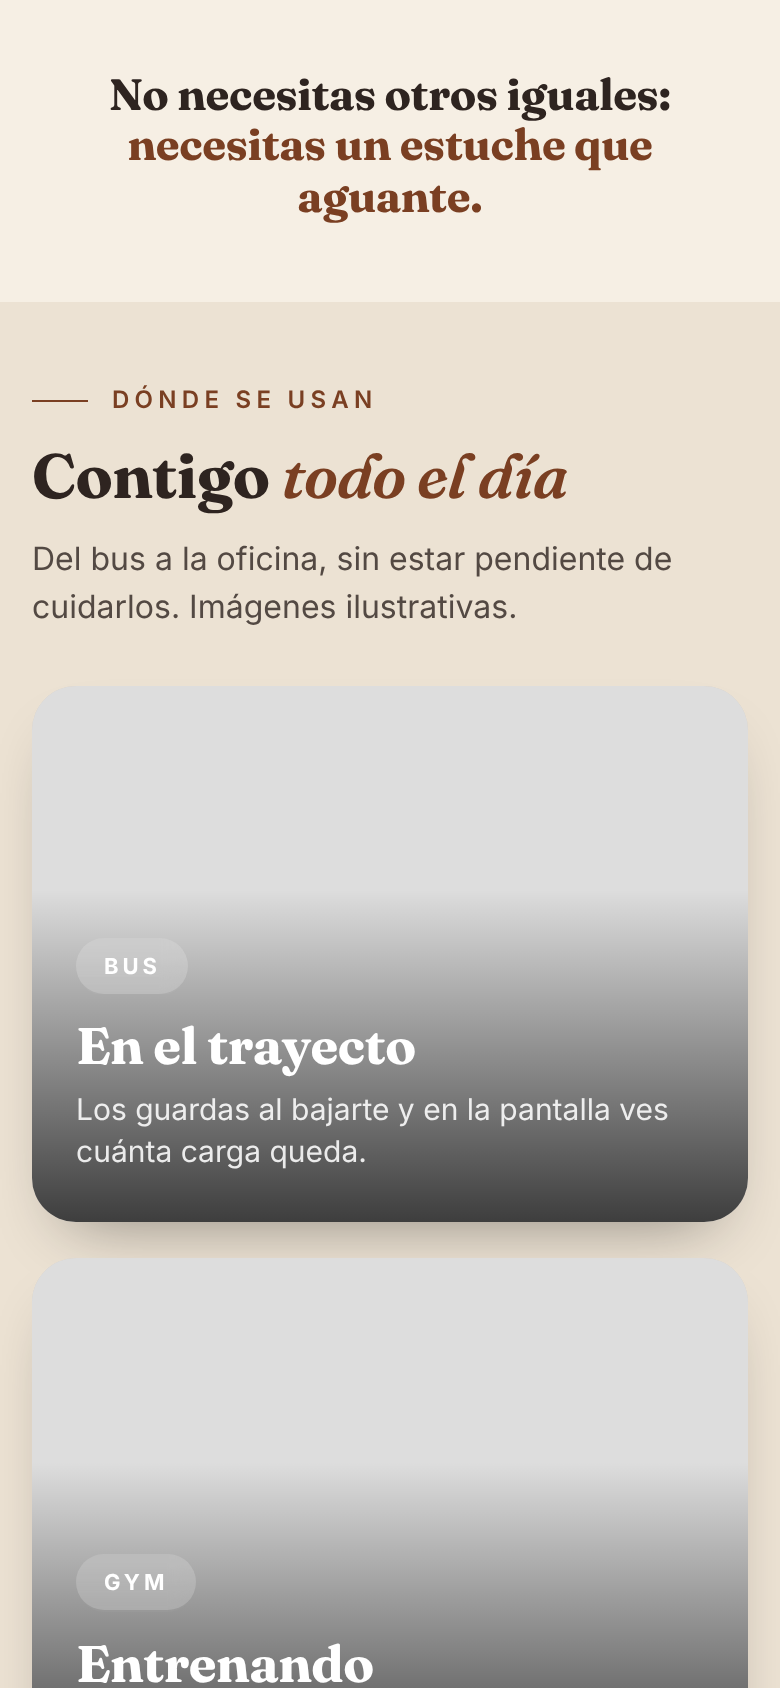 No necesitas otros iguales:
necesitas un estuche que
aguante.
DÓNDE SE USAN
Contigo todo el día
Del bus a la oficina, sin estar pendiente de
cuidarlos. Imágenes ilustrativas.
BUS
En el trayecto
Los guardas al bajarte y en la pantalla ves
cuánta carga queda.
GYM
Entrenando